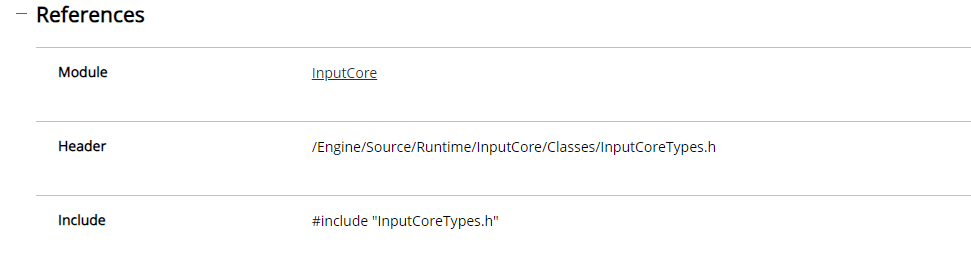 References
Module InputCore
Header /Engine/Source/Runtime/InputCore/Classes/InputCoreTypes.h
Include #include "InputCoreTypes.h"